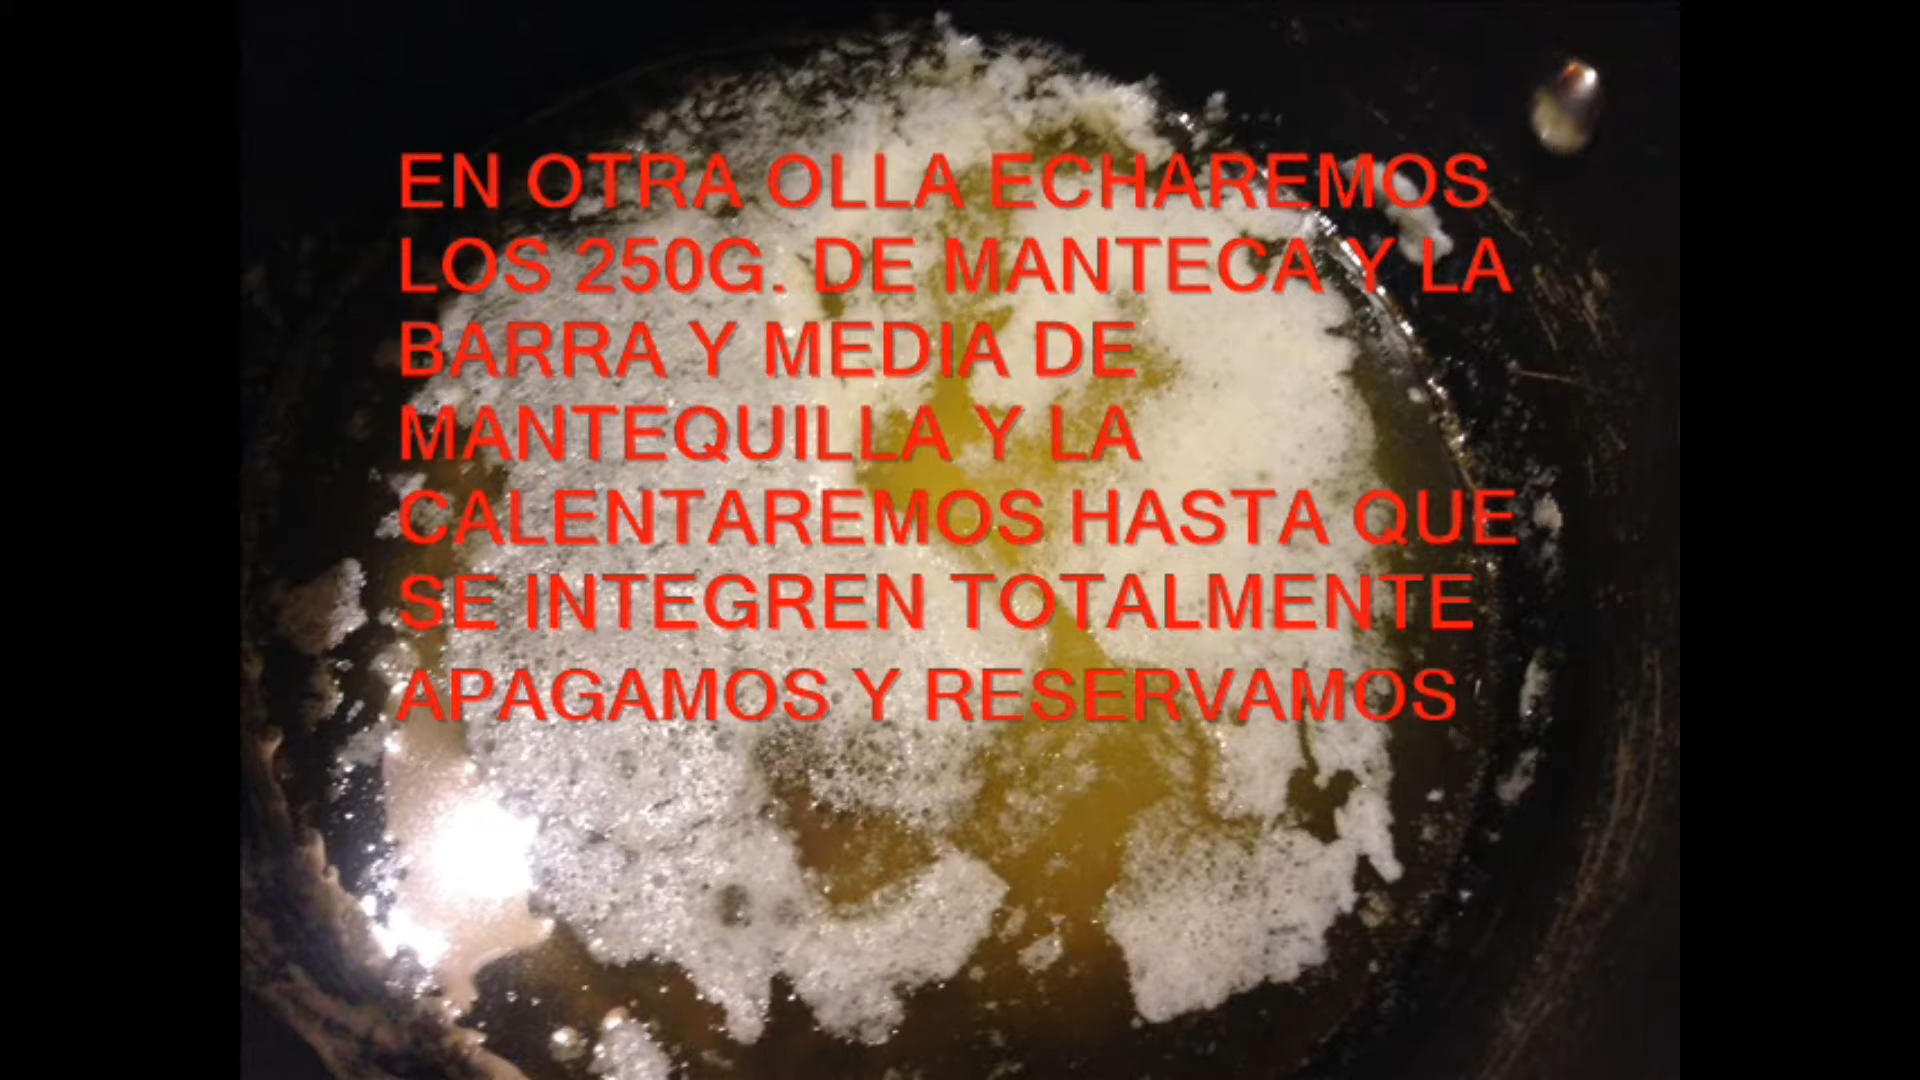 EN OTRA OLLA ECHAREMOS
LOS 250G. DE MANTECA Y LA
BARRA Y MEDIA DE
MANTEQUILLA Y LA
CALENTAREMOS HASTA QUE
SE INTEGREN TOTALMENTE
APAGAMOS Y RESERVAMOS